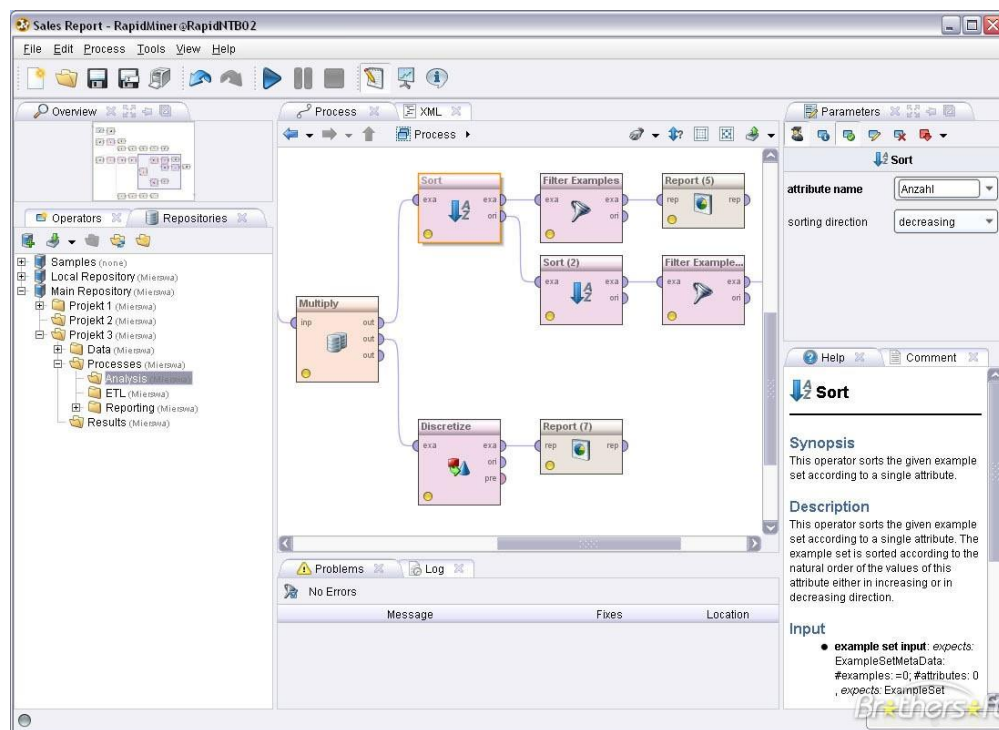 Sales Report - RapidMiner@RapidNTB02
File Edit Process Tools View Help
Overview
Operators Repositories
Samples (none)
Local Repository (Mierswa)
Main Repository (Mierswa)
Projekt 1 (Mierswa)
Projekt 2 (Mierswa)
Projekt 3 (Mierswa)
Data (Mierswa)
Processes (Mierswa)
Analysis (Mierswa)
ETL (Mierswa)
Reporting (Mierswa)
Results (Mierswa)
Process XML
Process
Multiply
inp out
out
out
Sort
exa exa
ori
Filter Examples
exa exa
ori
Report (5)
rep rep
Sort (2)
exa exa
ori
Filter Example...
exa exa
ori
Discretize
exa exa
ori
pre
Report (7)
rep rep
Problems Log
No Errors
Message Fixes Location
Parameters
Sort
attribute name Anzahl
sorting direction decreasing
Help Comment
Sort
Synopsis
This operator sorts the given example
set according to a single attribute.
Description
This operator sorts the given example
set according to a single attribute. The
example set is sorted according to the
natural order of the values of this
attribute either in increasing or in
decreasing direction.
Input
example set input: expects:
ExampleSetMetaData:
#examples: =0; #attributes: 0
, expects: ExampleSet